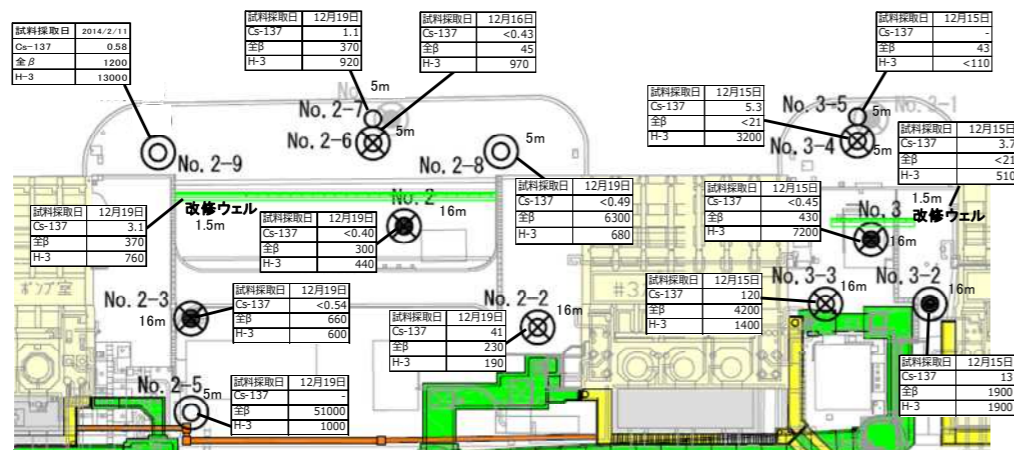 試料採取日 2014/2/11
Cs-137 0.58
全β 1200
H-3 13000
試料採取日 12月19日
Cs-137 1.1
全β 370
H-3 920
試料採取日 12月16日
Cs-137 <0.43
全β 45
H-3 970
試料採取日 12月15日
Cs-137 -
全β 43
H-3 <110
試料採取日 12月15日
Cs-137 5.3
全β <21
H-3 3200
試料採取日 12月15日
Cs-137 3.7
全β <21
H-3 510
5m
No. 2-7
No. 2-6
5m
No. 2-9
No. 2-8
5m
No. 3-5
No. 3-1
No. 3-4
5m
試料採取日 12月19日
Cs-137 3.1
全β 370
H-3 760
改修ウェル
1.5m
試料採取日 12月19日
Cs-137 <0.40
全β 300
H-3 440
No. 2
16m
試料採取日 12月19日
Cs-137 <0.49
全β 6300
H-3 680
試料採取日 12月15日
Cs-137 <0.45
全β 430
H-3 7200
No. 3
16m
1.5m
改修ウェル
ポンプ室
No. 2-3
16m
試料採取日 12月19日
Cs-137 <0.54
全β 660
H-3 600
試料採取日 12月19日
Cs-137 41
全β 230
H-3 190
No. 2-2
16m
試料採取日 12月15日
Cs-137 120
全β 4200
H-3 1400
No. 3-3
16m
No. 3-2
16m
No. 2-5
5m
試料採取日 12月19日
Cs-137 -
全β 51000
H-3 1000
試料採取日 12月15日
Cs-137 13
全β 1900
H-3 1900